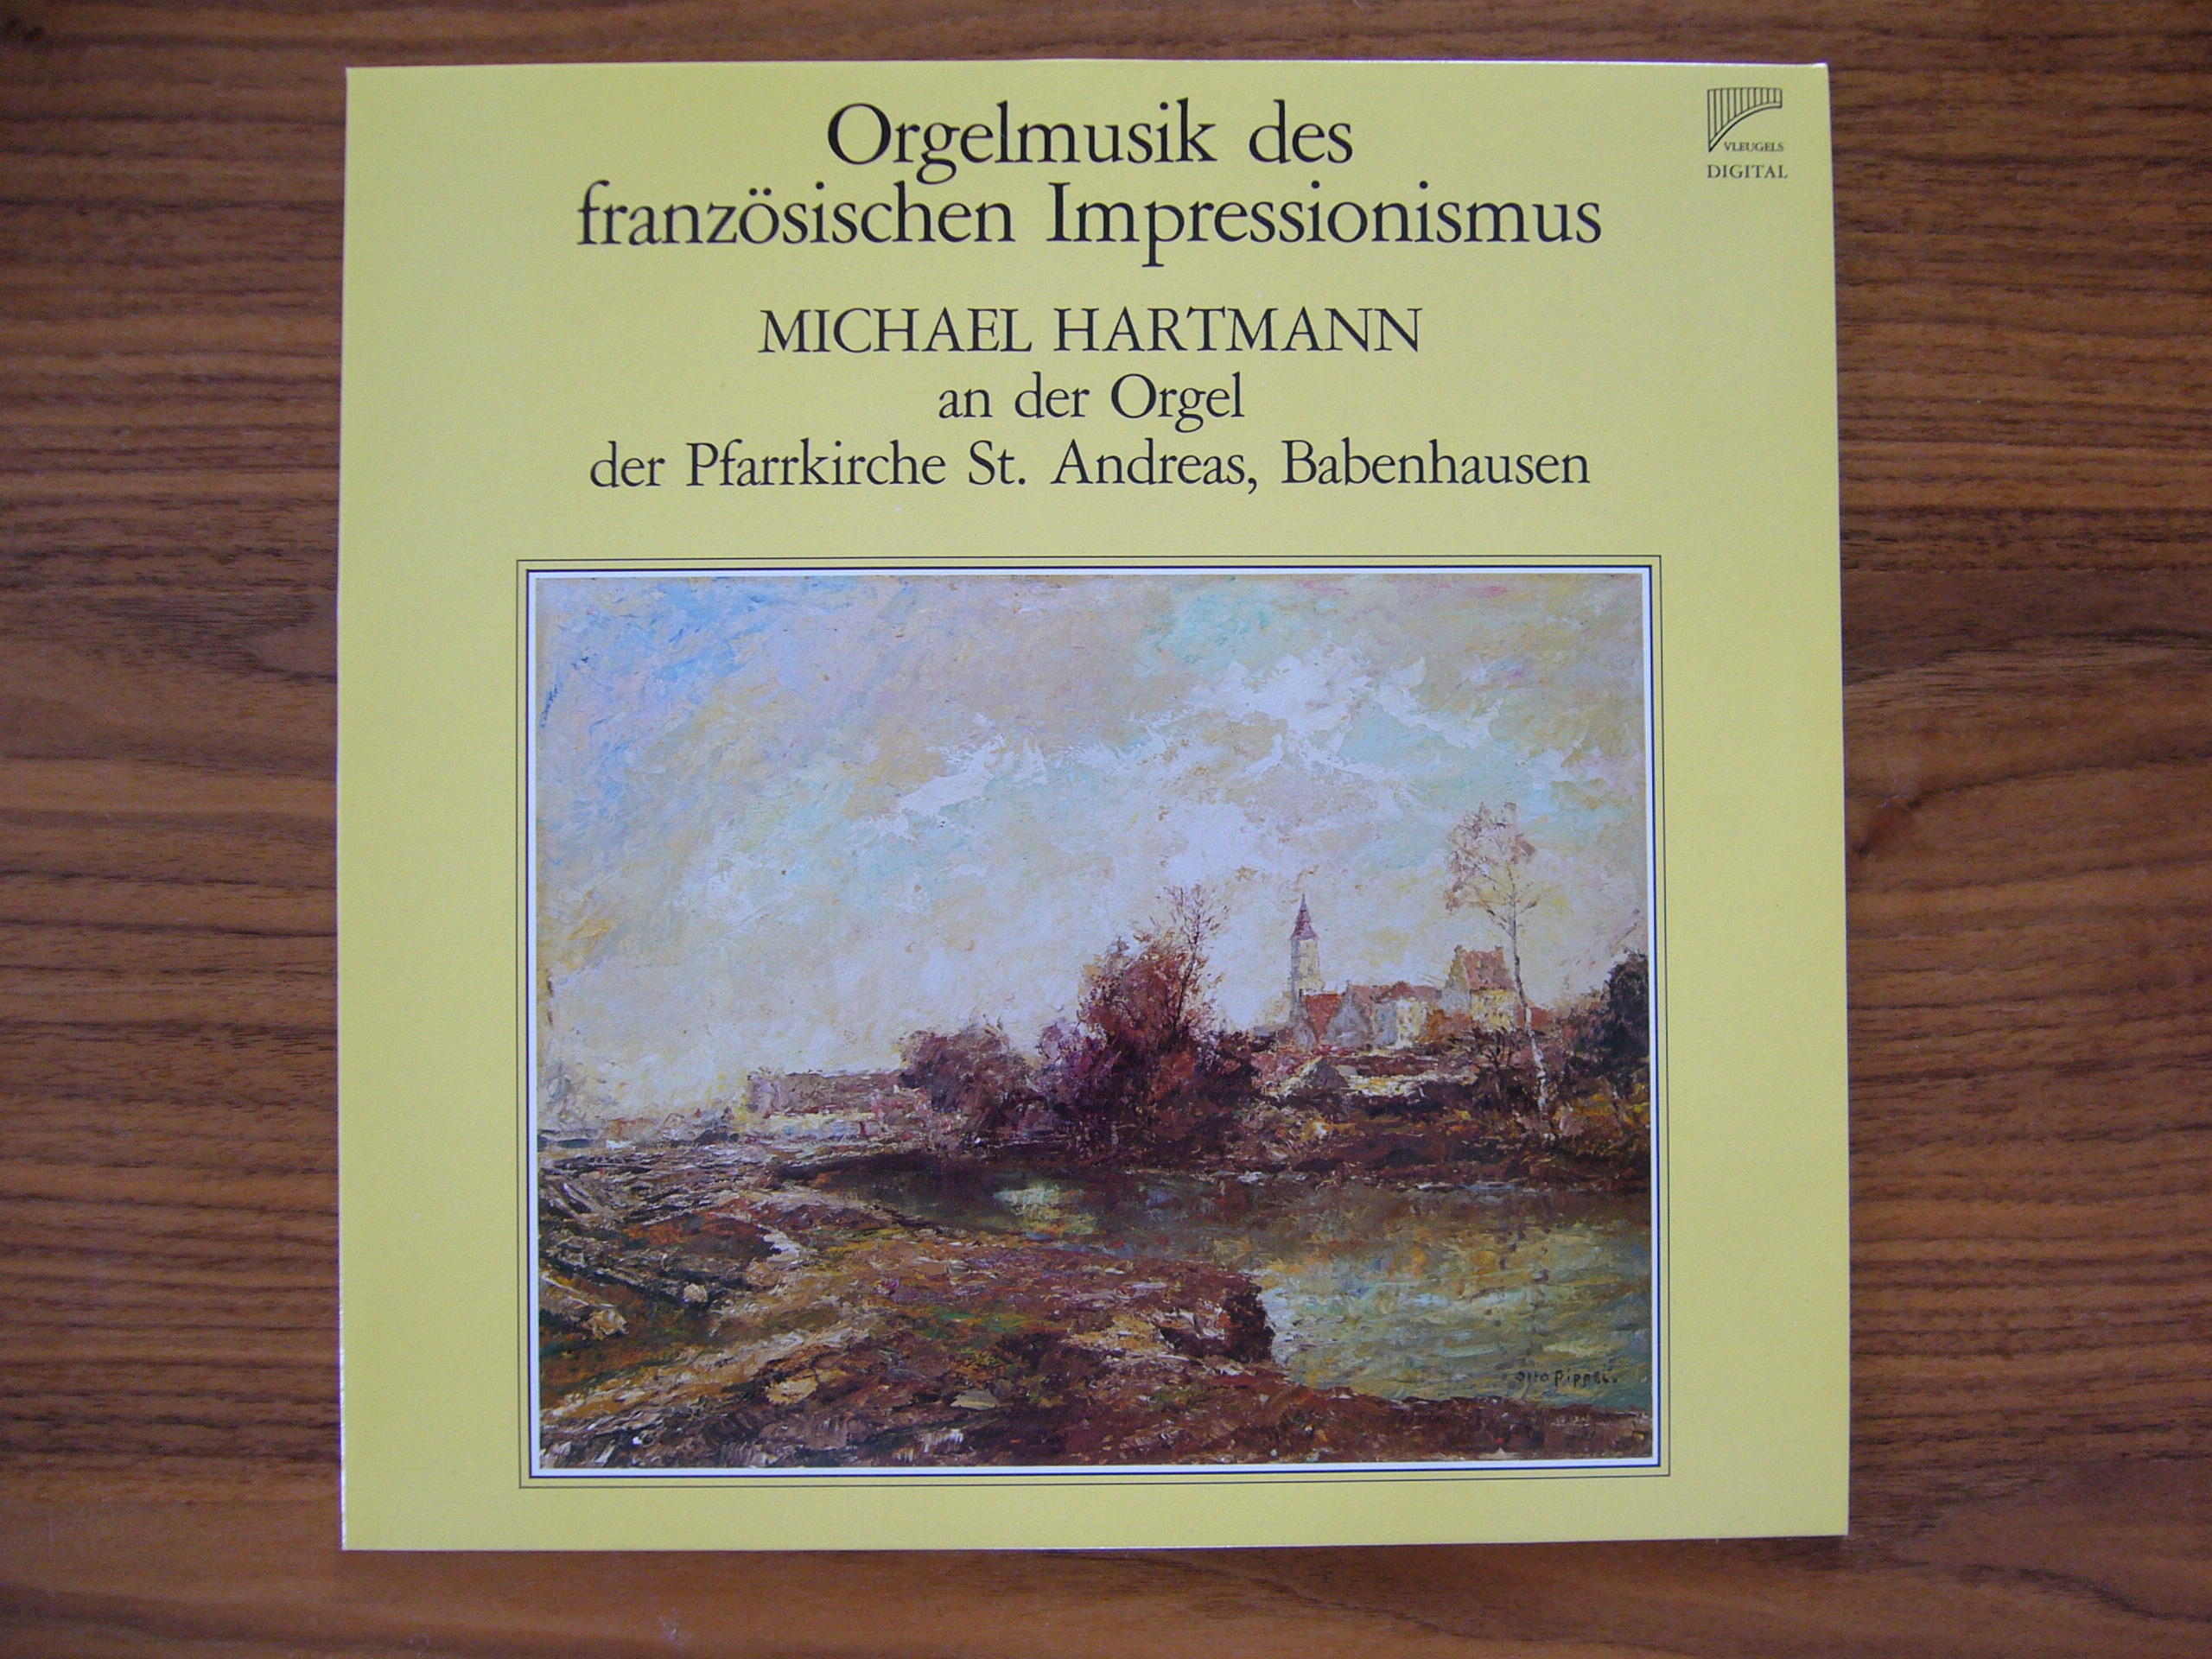 Orgelmusik des
französischen Impressionismus
VLEUGELS
DIGITAL
MICHAEL HARTMANN
an der Orgel
der Pfarrkirche St. Andreas, Babenhausen
Otto Pippel.